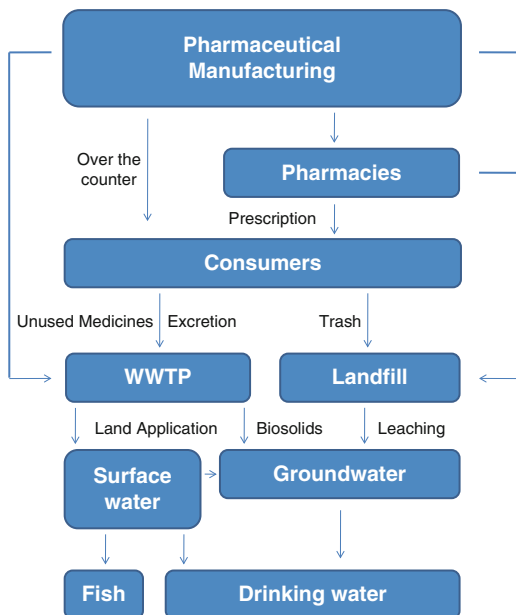 Pharmaceutical
Manufacturing
Over the
counter
Pharmacies
Prescription
Consumers
Unused Medicines
Excretion
Trash
WWTP
Landfill
Land Application
Biosolids
Leaching
Surface
water
Groundwater
Fish
Drinking water